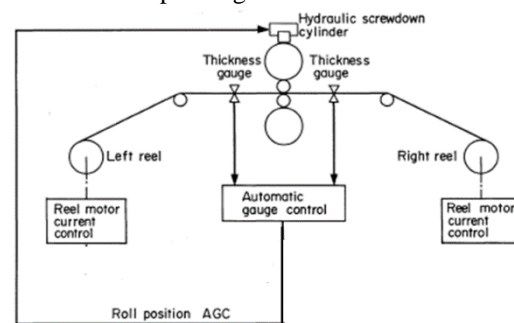 Hydraulic screwdown
cylinder
Thickness
gauge
Thickness
gauge
Left reel
Right reel
Reel motor
current
control
Automatic
gauge control
Reel motor
current
control
Roll position AGC